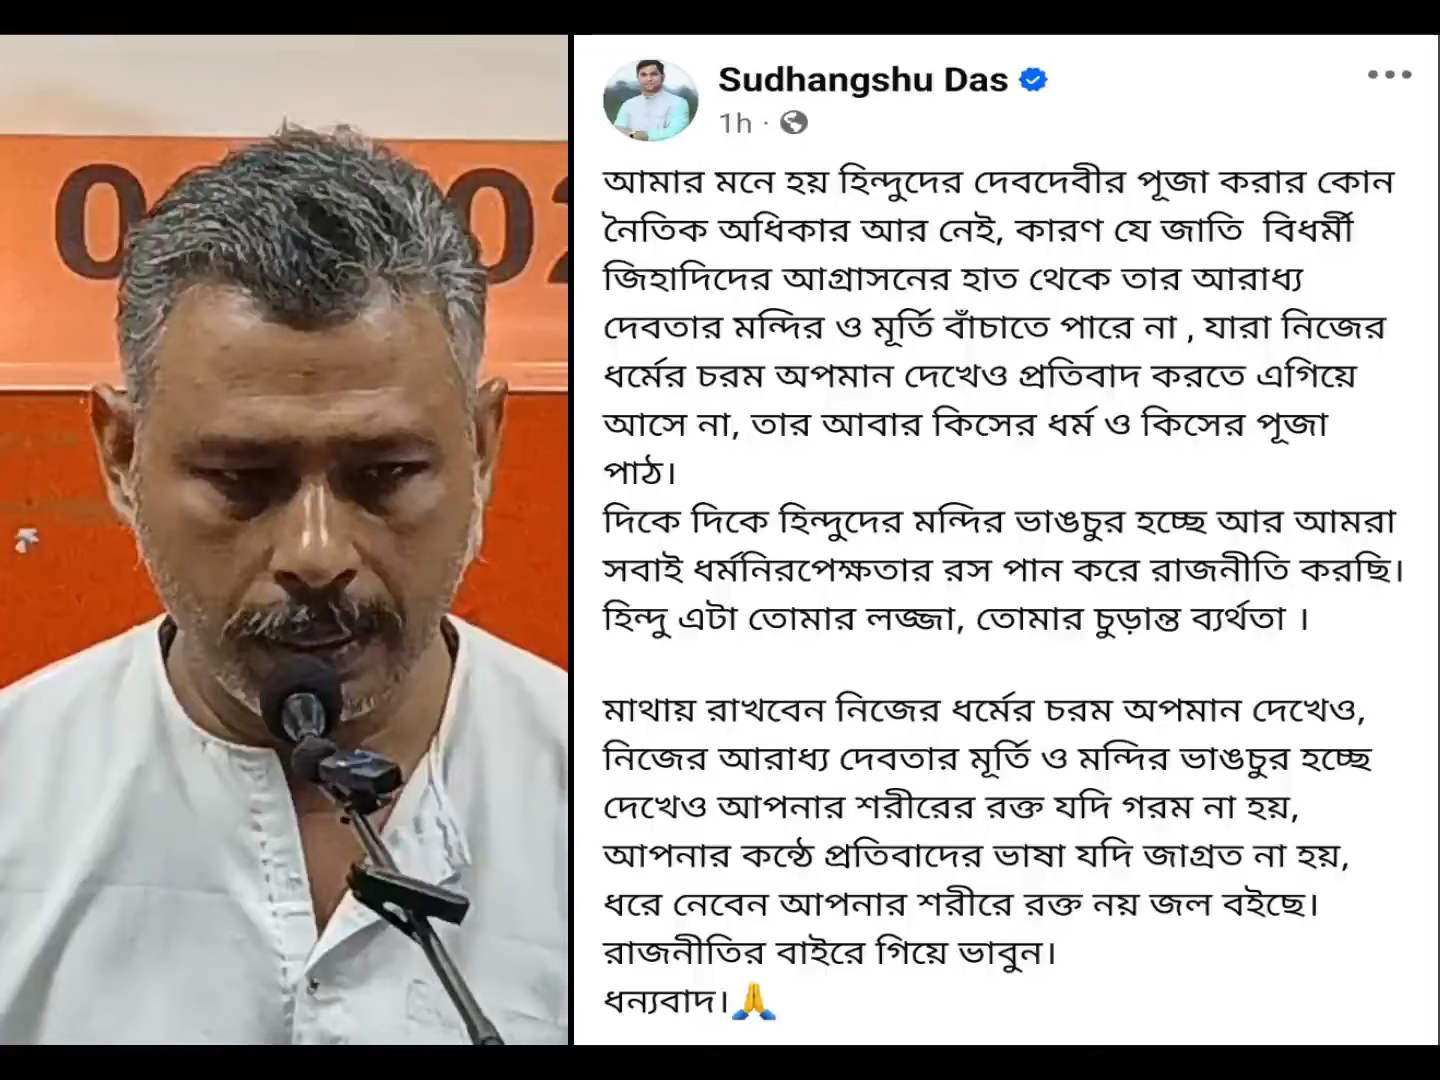 Sudhangshu Das
1h
আমার মনে হয় হিন্দুদের দেবদেবীর পূজা করার কোন
নৈতিক অধিকার আর নেই, কারণ যে জাতি বিধর্মী
জিহাদিদের আগ্রাসনের হাত থেকে তার আরাধ্য
দেবতার মন্দির ও মূর্তি বাঁচাতে পারে না , যারা নিজের
ধর্মের চরম অপমান দেখেও প্রতিবাদ করতে এগিয়ে
আসে না, তার আবার কিসের ধর্ম ও কিসের পূজা
পাঠ।
দিকে দিকে হিন্দুদের মন্দির ভাঙচুর হচ্ছে আর আমরা
সবাই ধর্মনিরপেক্ষতার রস পান করে রাজনীতি করছি।
হিন্দু এটা তোমার লজ্জা, তোমার চুড়ান্ত ব্যর্থতা ।
মাথায় রাখবেন নিজের ধর্মের চরম অপমান দেখেও,
নিজের আরাধ্য দেবতার মূর্তি ও মন্দির ভাঙচুর হচ্ছে
দেখেও আপনার শরীরের রক্ত যদি গরম না হয়,
আপনার কন্ঠে প্রতিবাদের ভাষা যদি জাগ্রত না হয়,
ধরে নেবেন আপনার শরীরে রক্ত নয় জল বইছে।
রাজনীতির বাইরে গিয়ে ভাবুন।
ধন্যবাদ।🙏